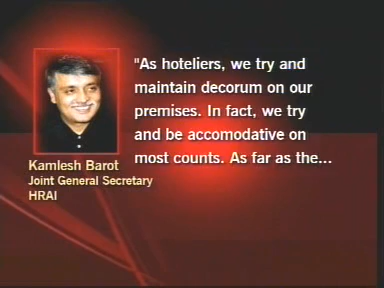 "As hoteliers, we try and
maintain decorum on our
premises. In fact, we try
and be accomodative on
most counts. As far as the...
Kamlesh Barot
Joint General Secretary
HRAI